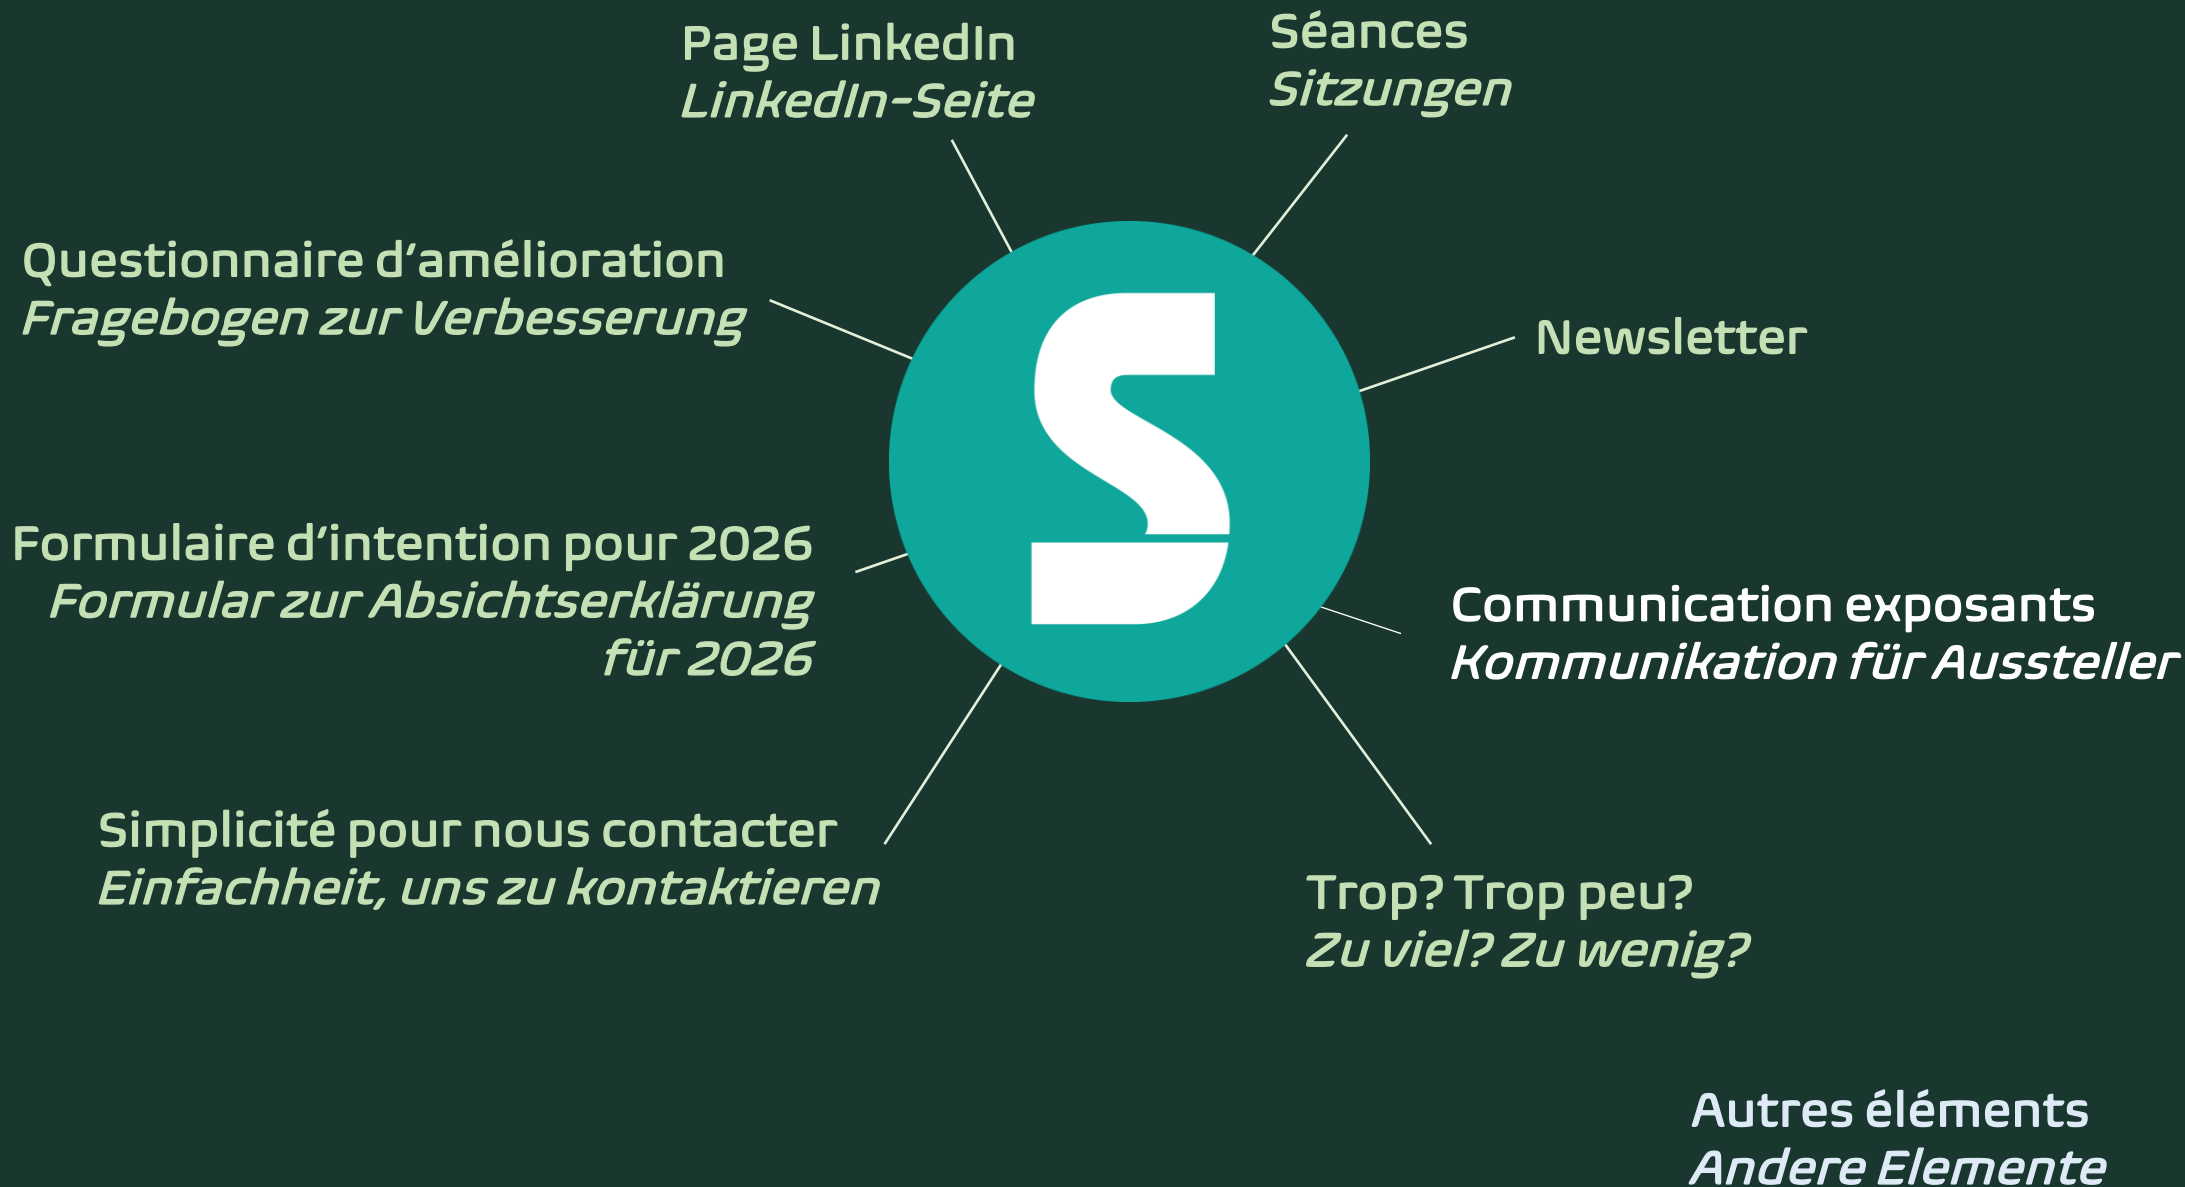 Page LinkedIn
LinkedIn-Seite
Séances
Sitzungen
Questionnaire d’amélioration
Fragebogen zur Verbesserung
Newsletter
S
Formulaire d’intention pour 2026
Formular zur Absichtserklärung
für 2026
Communication exposants
Kommunikation für Aussteller
Simplicité pour nous contacter
Einfachheit, uns zu kontaktieren
Trop? Trop peu?
Zu viel? Zu wenig?
Autres éléments
Andere Elemente